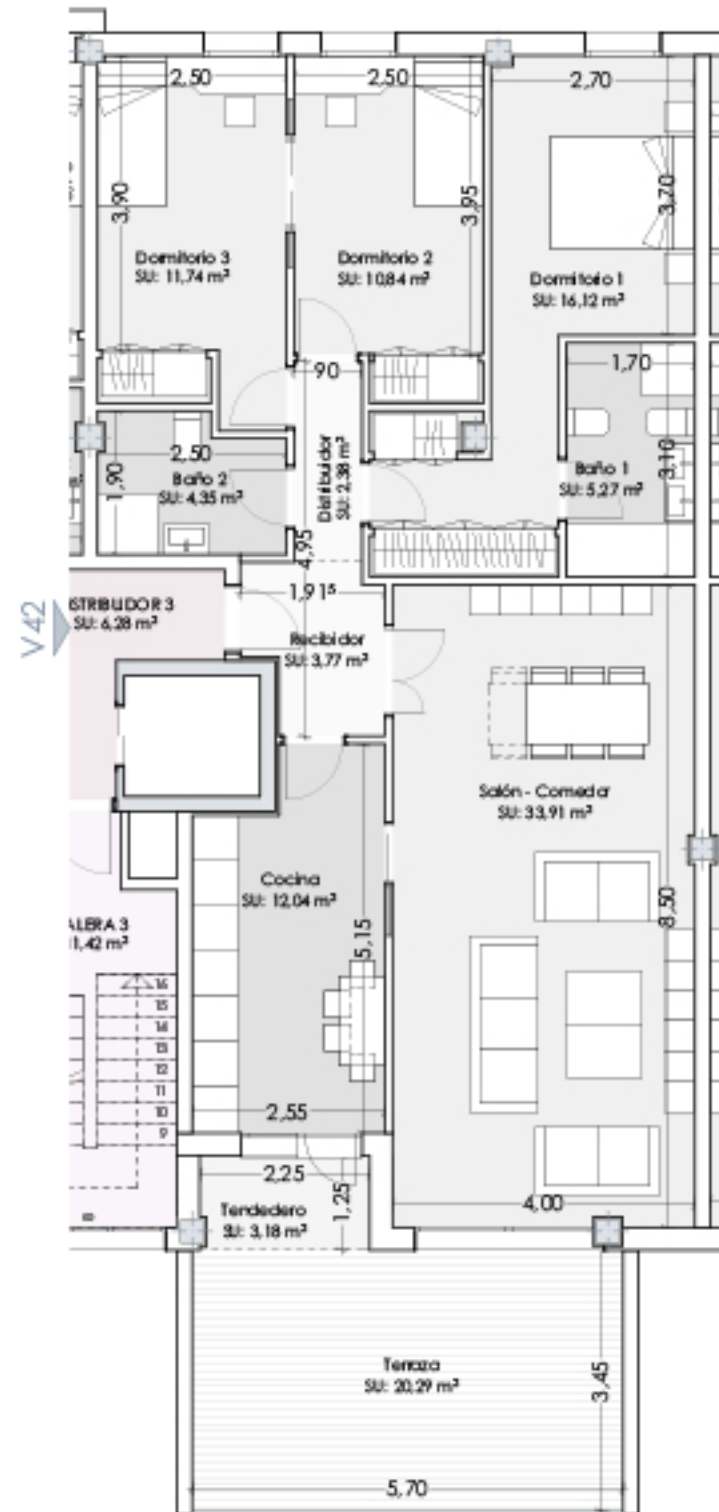 2,50
2,50
2,70
3,90
3,95
3,70
Dormitorio 3
SU: 11,74 m²
Dormitorio 2
SU: 10,84 m²
Dormitorio 1
SU: 16,12 m²
90
1,70
2,50
1,90
Baño 2
SU: 4,35 m²
Distribuidor
SU: 2,38 m²
Baño 1
SU: 5,27 m²
3,10
4,95
1,91⁵
V42
ISTRIBUIDOR 3
SU: 6,28 m²
Recibidor
SU: 3,77 m²
Salón - Comedor
SU: 33,91 m²
Cocina
SU: 12,04 m²
8,50
5,15
ALERA 3
11,42 m²
16
15
14
13
12
11
10
9
2,55
2,25
1,25
4,00
Tendedero
SU: 3,18 m²
Terraza
SU: 20,29 m²
3,45
5,70